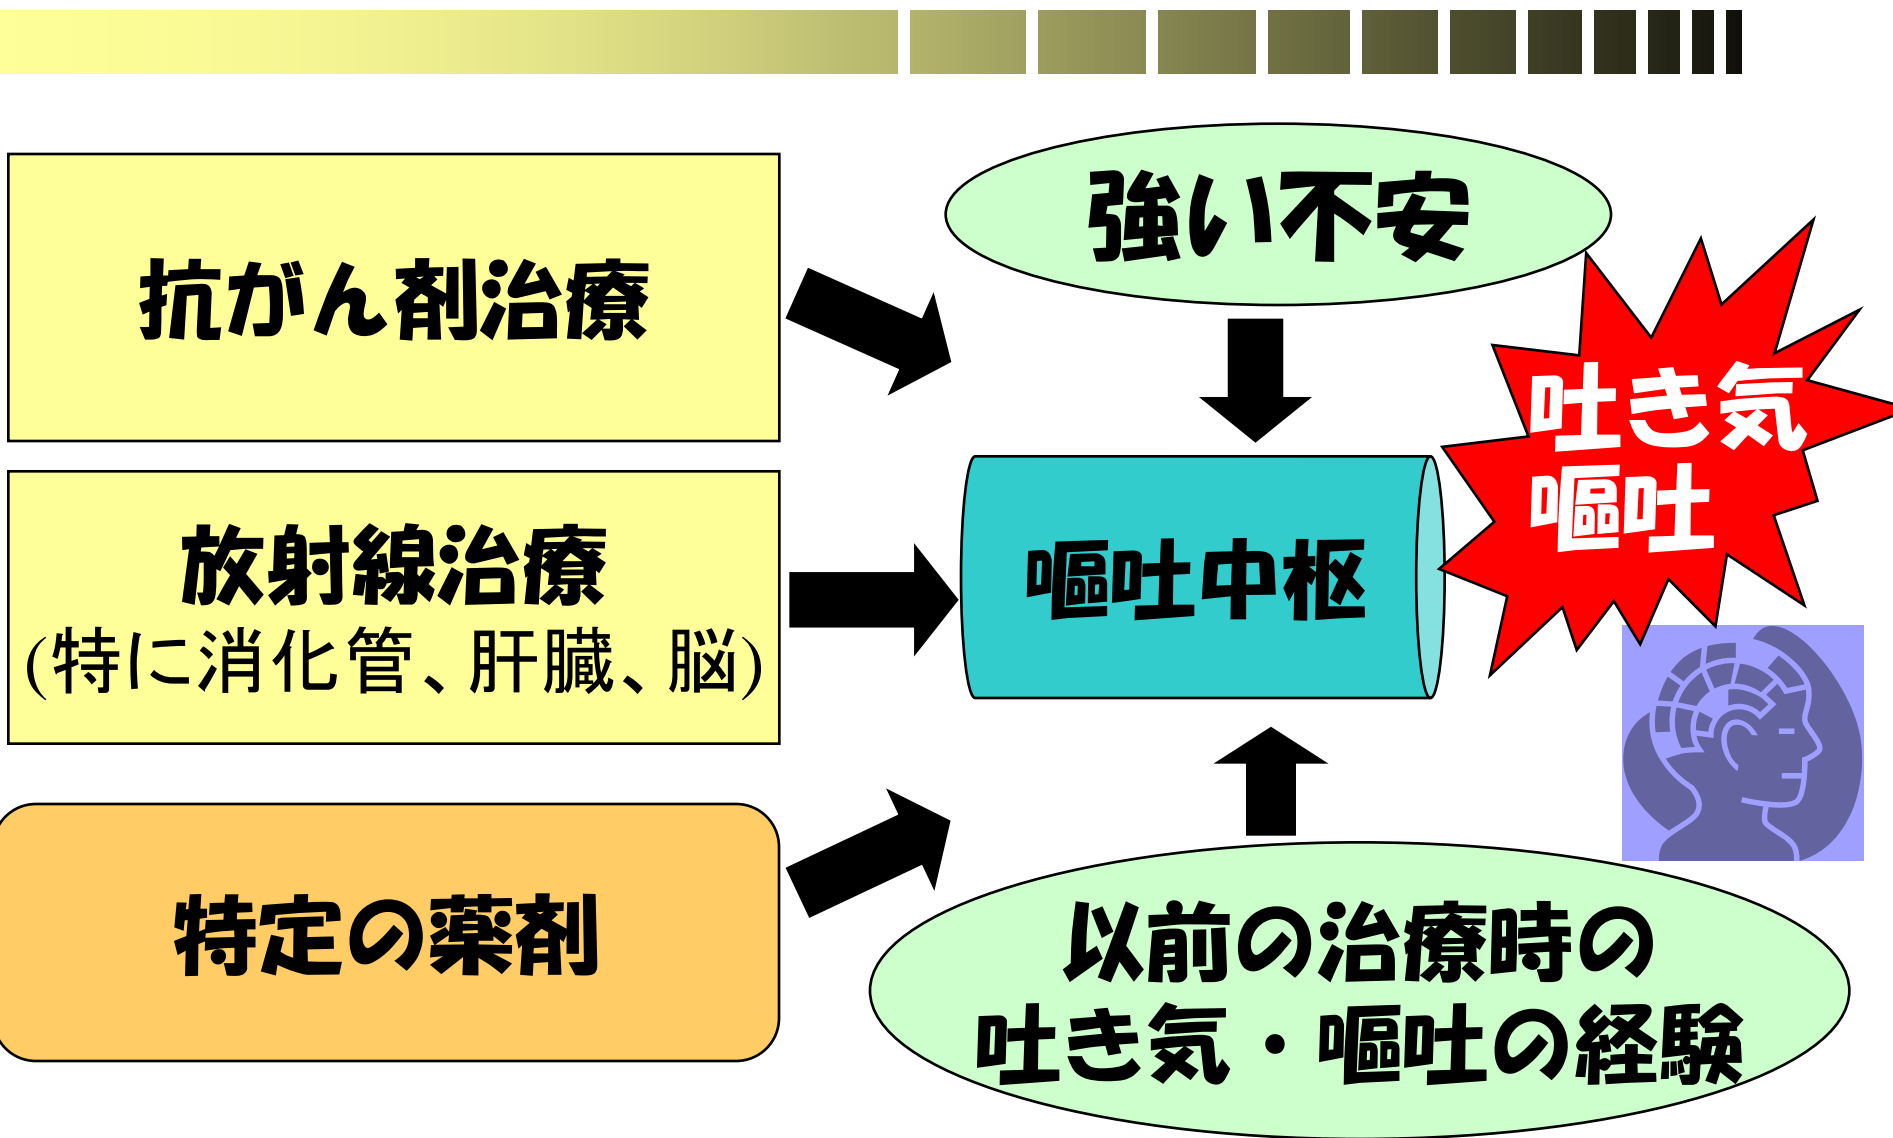 抗がん剤治療
放射線治療
(特に消化管、肝臓、脳)
特定の薬剤
強い不安
嘔吐中枢
吐き気
嘔吐
以前の治療時の
吐き気・嘔吐の経験